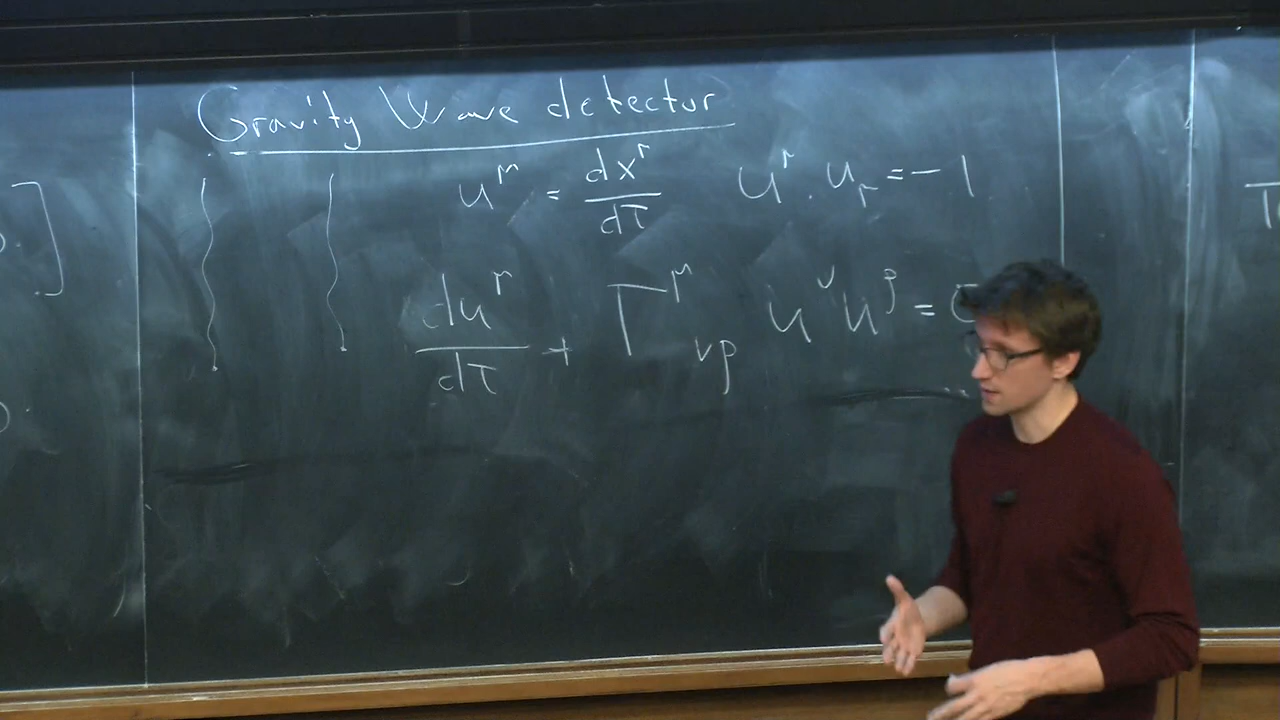 Gravity Wave detector
u^μ = dx^μ/dτ   u^μ · u_μ = -1
du^μ/dτ + Γ^μ_νρ u^ν u^ρ = 0